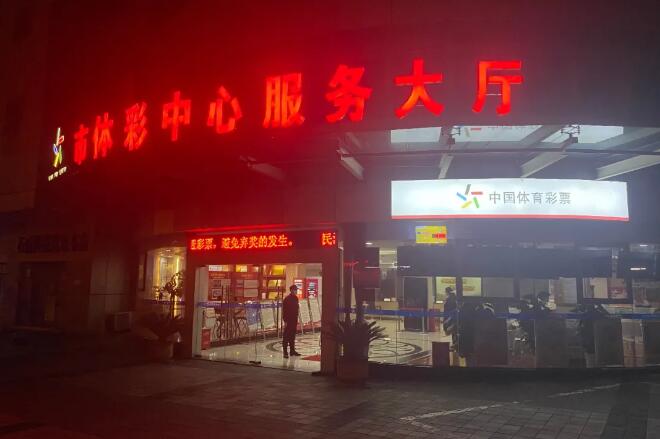 市体彩中心服务大厅
中国体育彩票
彩票，避免弃奖的发生。 民